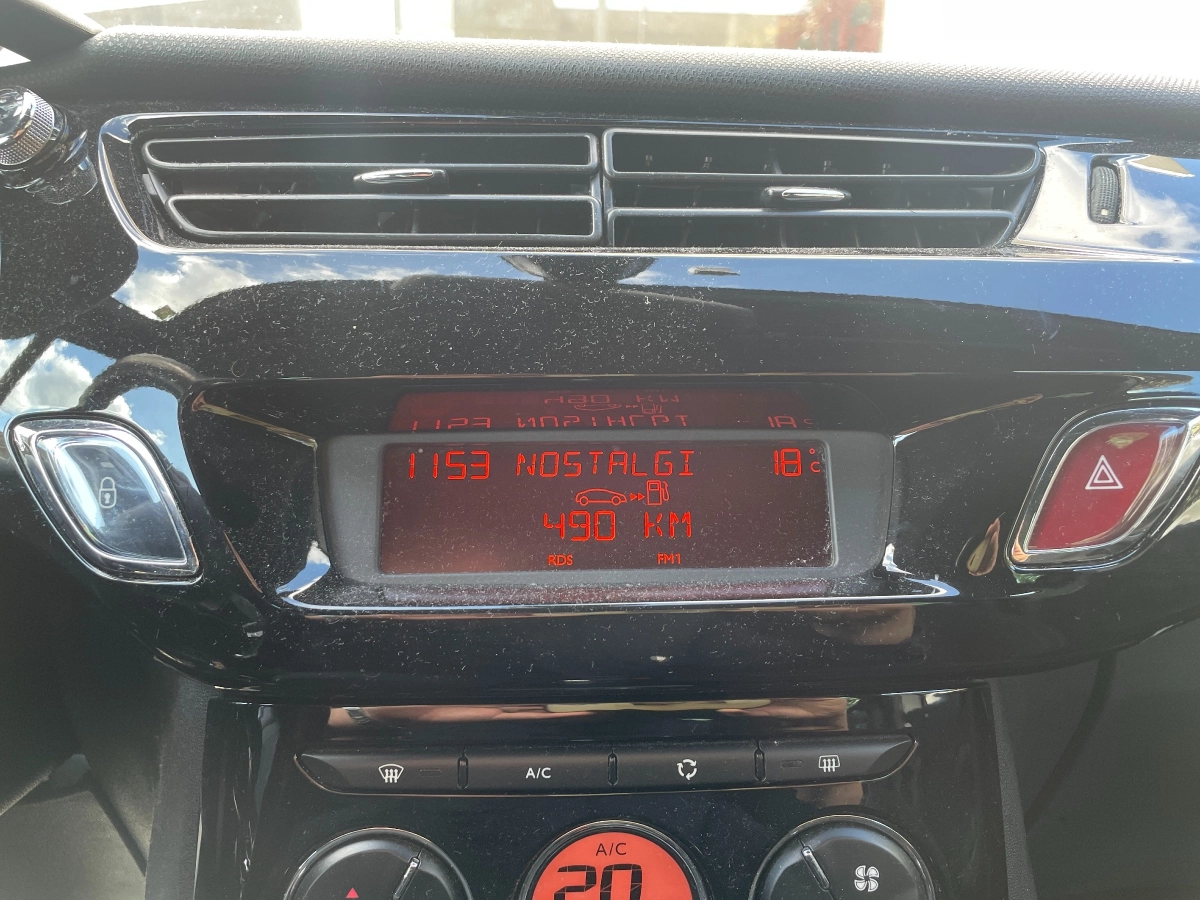 1153 NOSTALGI 18°C
490 KM
RDS FM1
A/C
A/C
20